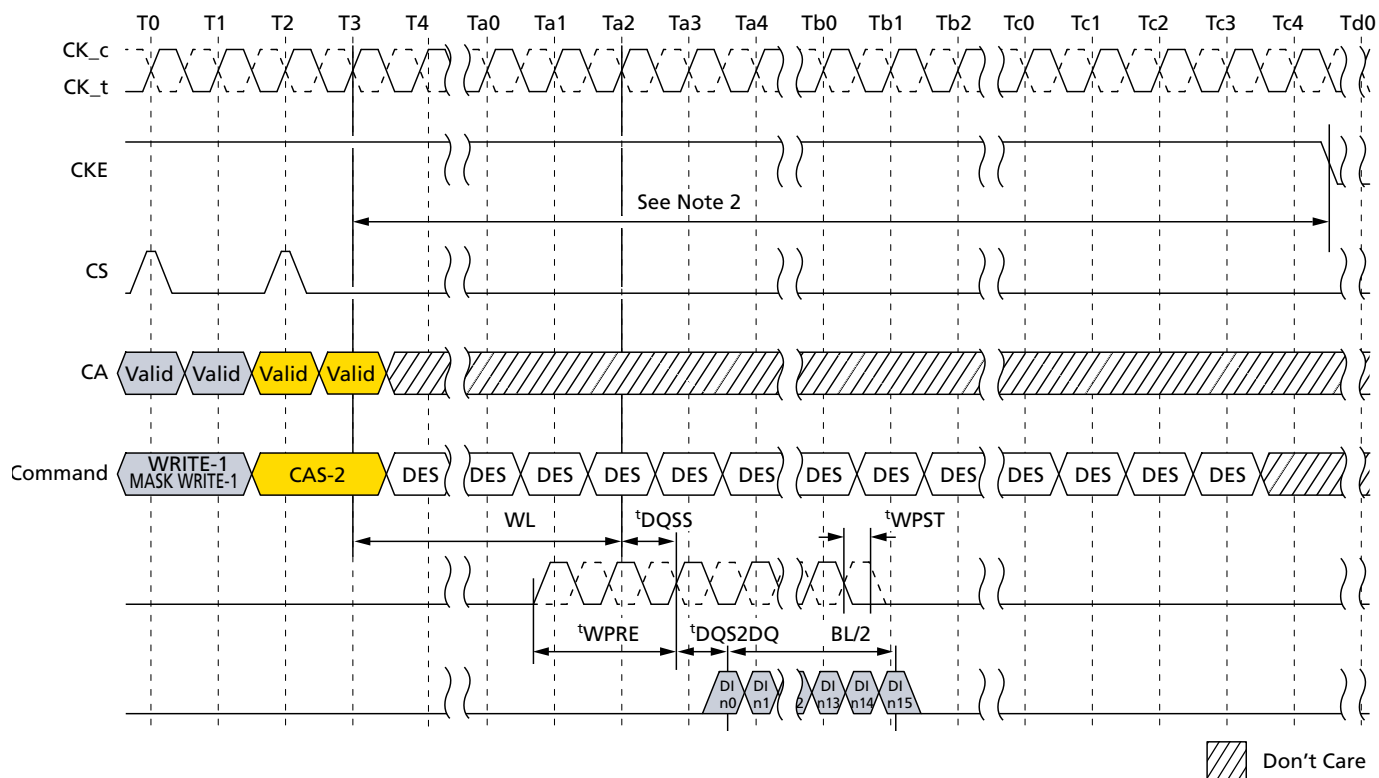 T0 T1 T2 T3 T4 Ta0 Ta1 Ta2 Ta3 Ta4 Tb0 Tb1 Tb2 Tc0 Tc1 Tc2 Tc3 Tc4 Td0
CK_c
CK_t
CKE
See Note 2
CS
CA Valid Valid Valid Valid
WRITE-1
MASK WRITE-1
Command CAS-2 DES DES DES DES DES DES DES DES DES DES DES DES DES
WL tDQSS tWPST
tWPRE tDQS2DQ BL/2
DI DI DI DI DI
n0 n1 2 n13 n14 n15
Don't Care